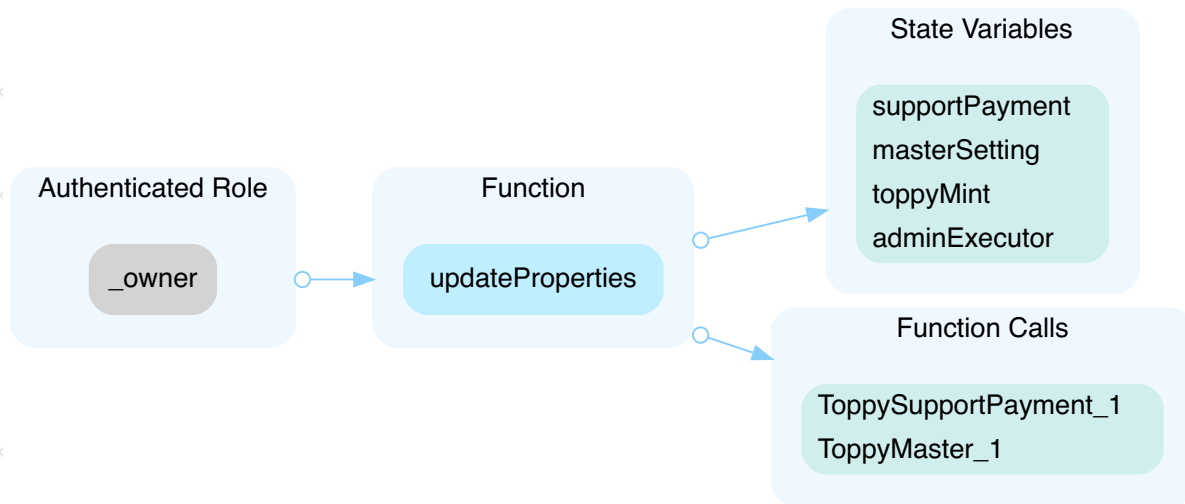 State Variables
supportPayment
masterSetting
toppyMint
adminExecutor
Authenticated Role
_owner
Function
updateProperties
Function Calls
ToppySupportPayment_1
ToppyMaster_1